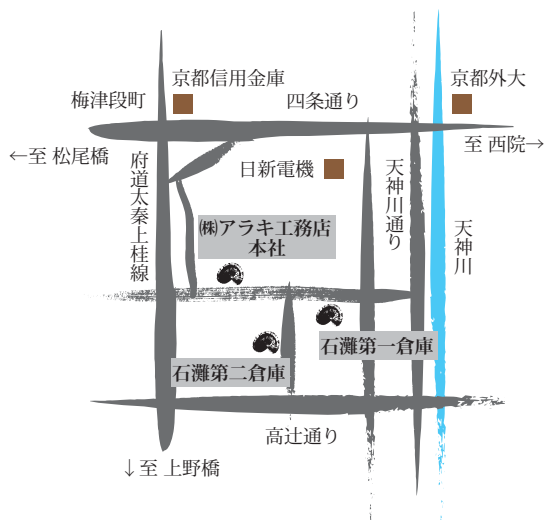 京都信用金庫
京都外大
梅津段町
四条通り
←至 松尾橋
至 西院→
府道太秦上桂線
日新電機
天神川通り
天神川
㈱アラキ工務店
本社
石灘第一倉庫
石灘第二倉庫
高辻通り
↓至 上野橋